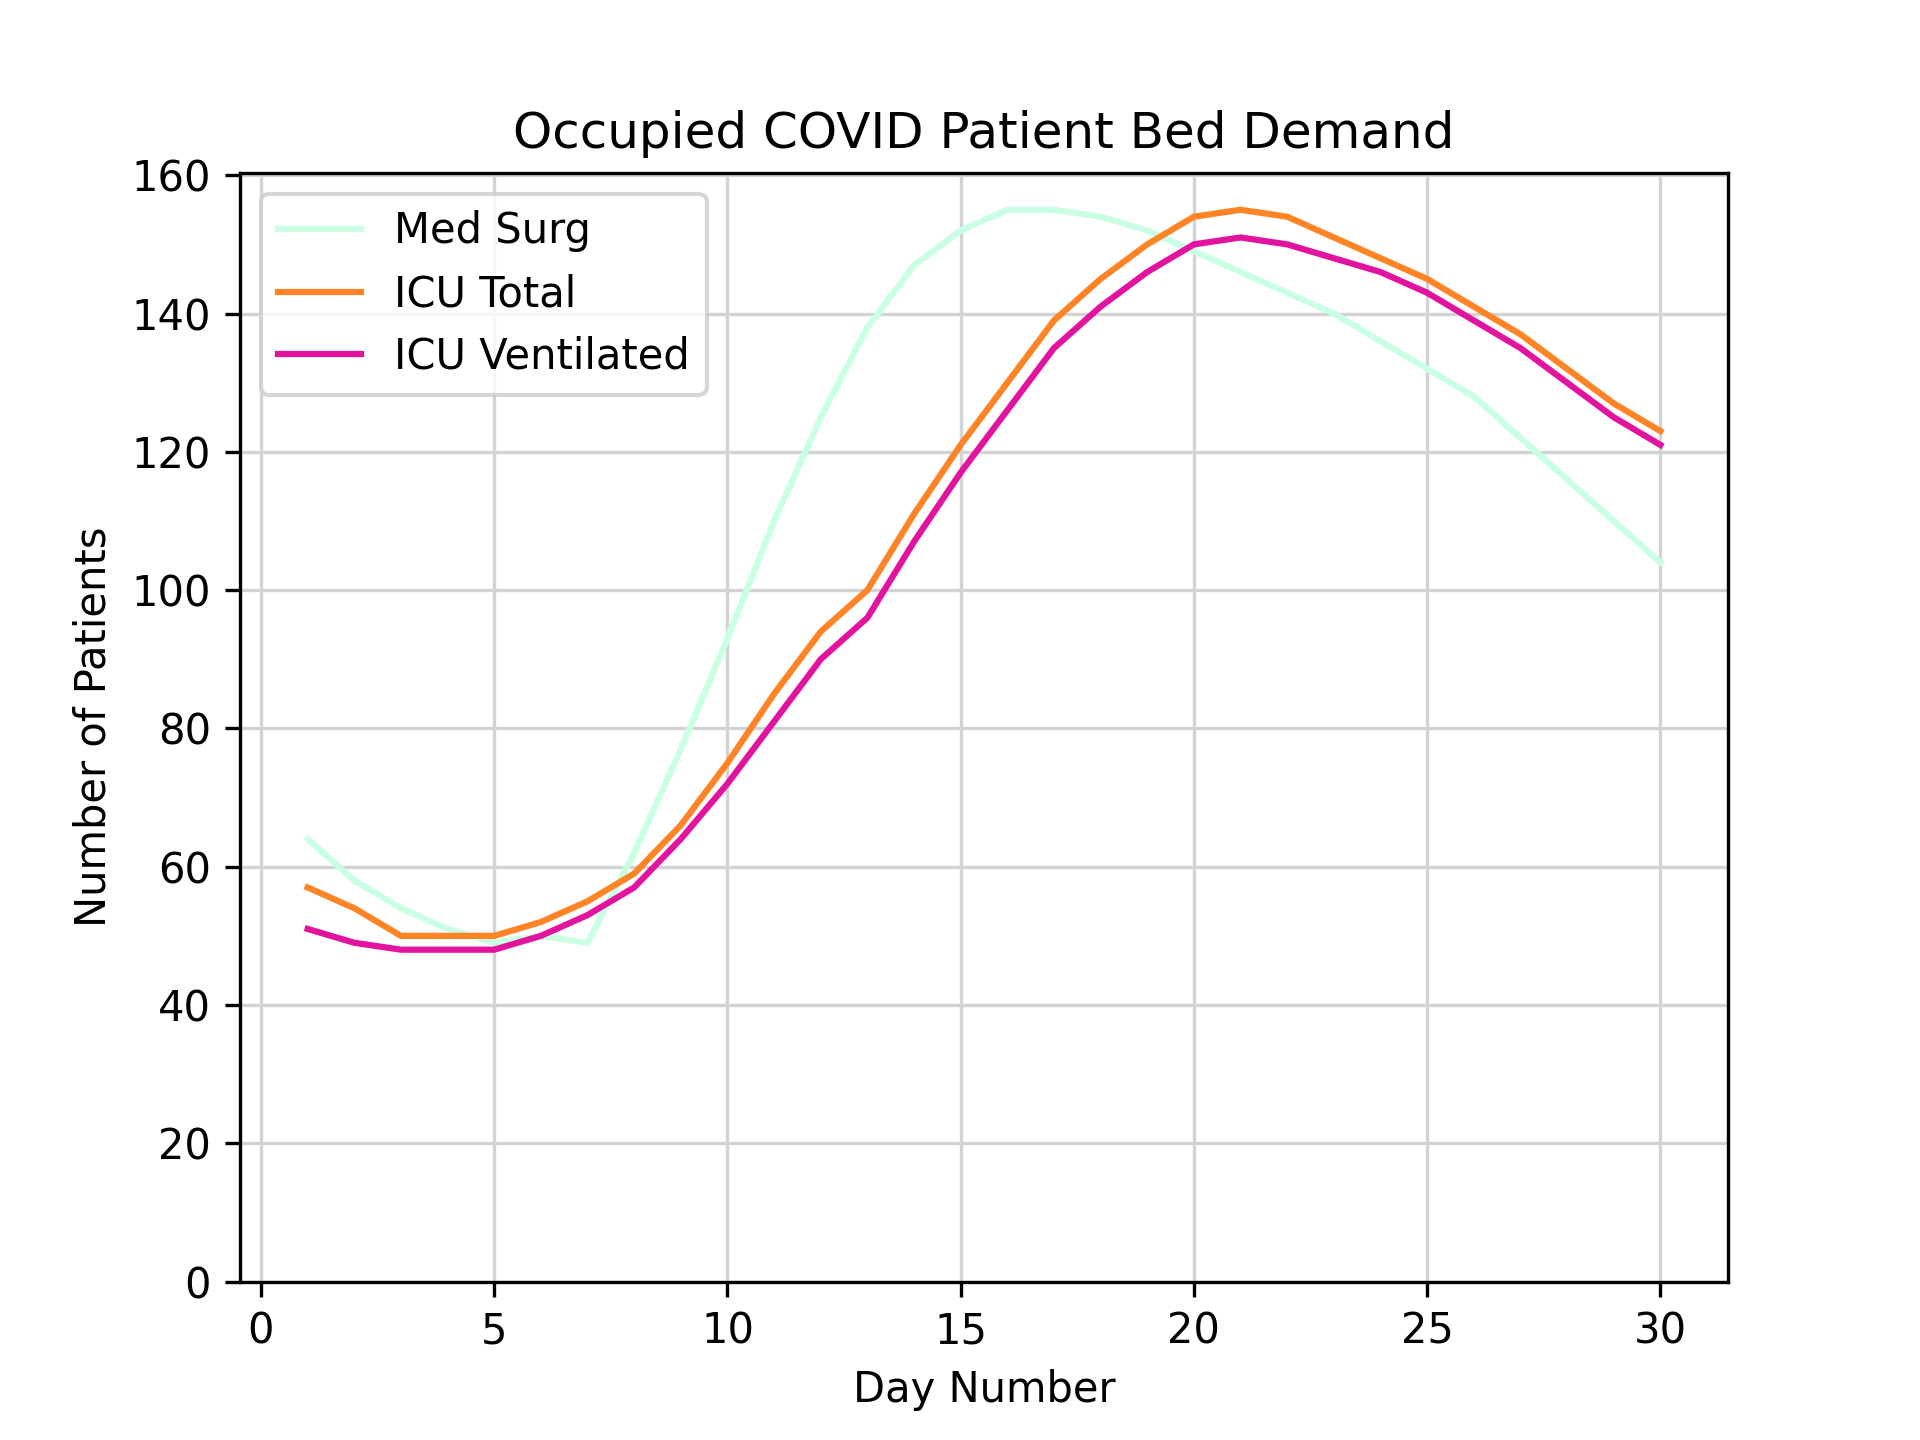 Occupied COVID Patient Bed Demand
160
140
120
100
80
60
40
20
0
Number of Patients
Med Surg
ICU Total
ICU Ventilated
0 5 10 15 20 25 30
Day Number